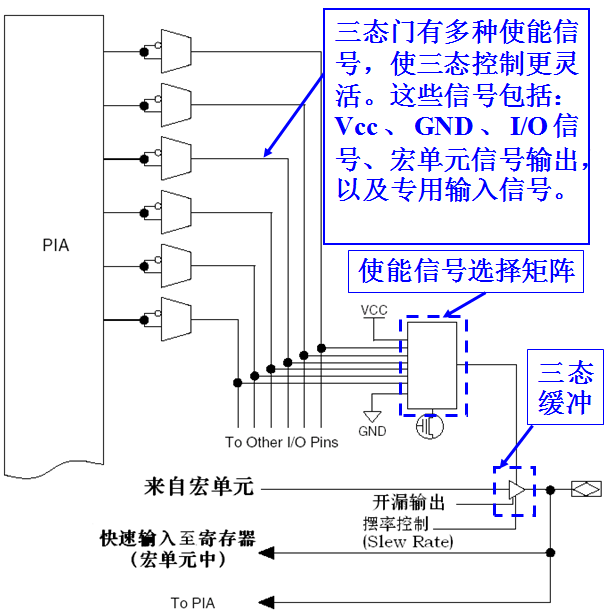 三态门有多种使能信
号，使三态控制更灵
活。这些信号包括：
Vcc、GND、I/O信
号、宏单元信号输出，
以及专用输入信号。
PIA
使能信号选择矩阵
VCC
三态
缓冲
GND
To Other I/O Pins
来自宏单元
开漏输出
摆率控制
(Slew Rate)
快速输入至寄存器
（宏单元中）
To PIA